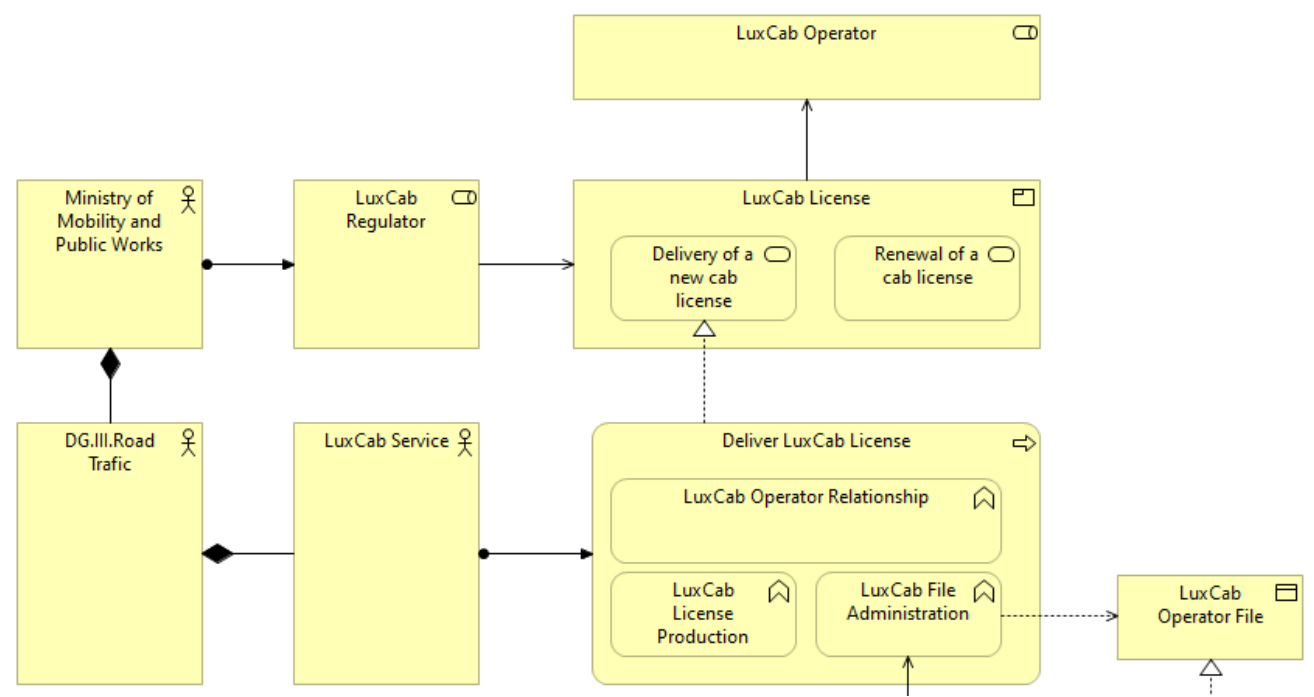 LuxCab Operator
Ministry of
Mobility and
Public Works
LuxCab
Regulator
LuxCab License
Delivery of a
new cab
license
Renewal of a
cab license
DG.III.Road
Trafic
LuxCab Service
Deliver LuxCab License
LuxCab Operator Relationship
LuxCab
License
Production
LuxCab File
Administration
LuxCab
Operator File